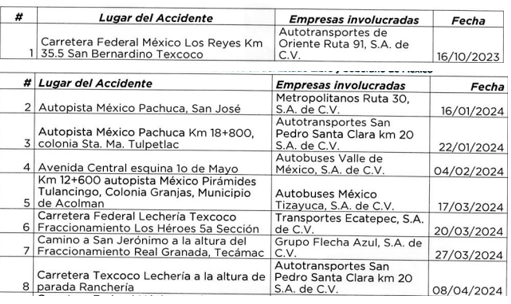 # Lugar del Accidente Empresas involucradas Fecha
Autotransportes de
Carretera Federal México Los Reyes Km Oriente Ruta 91, S.A. de
1 35.5 San Bernardino Texcoco C.V. 16/10/2023
# Lugar del Accidente Empresas involucradas Fecha
Metropolitanos Ruta 30,
2 Autopista México Pachuca, San José S.A. de C.V. 16/01/2024
Autotransportes San
Autopista México Pachuca Km 18+800, Pedro Santa Clara km 20
3 colonia Sta. Ma. Tulpetlac S.A. de C.V. 22/01/2024
Autobuses Valle de
4 Avenida Central esquina 1o de Mayo México, S.A. de C.V. 04/02/2024
Km 12+600 autopista México Pirámides
Tulancingo, Colonia Granjas, Municipio Autobuses México
5 de Acolman Tizayuca, S.A. de C.V. 17/03/2024
Carretera Federal Lechería Texcoco Transportes Ecatepec, S.A.
6 Fraccionamiento Los Héroes 5a Sección de C.V. 20/03/2024
Camino a San Jerónimo a la altura del Grupo Flecha Azul, S.A. de
7 Fraccionamiento Real Granada, Tecámac C.V. 27/03/2024
Autotransportes San
Carretera Texcoco Lechería a la altura de Pedro Santa Clara km 20
8 parada Ranchería S.A. de C.V. 08/04/2024